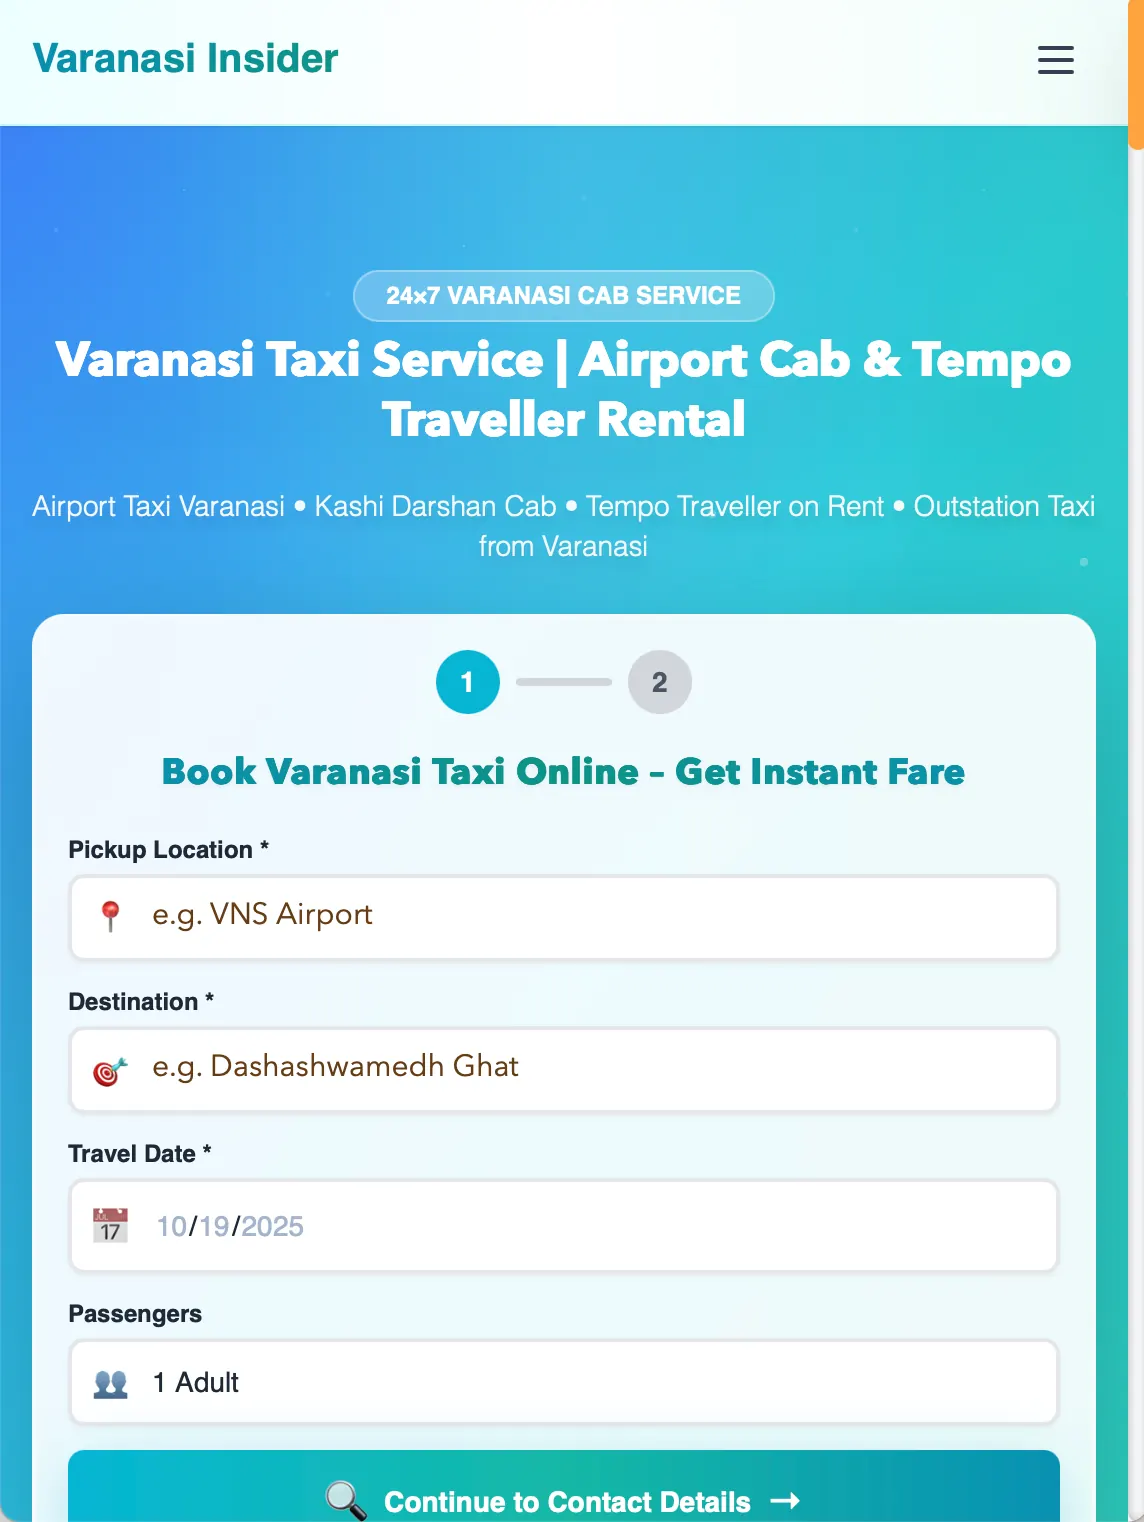 Varanasi Insider
24×7 VARANASI CAB SERVICE
Varanasi Taxi Service | Airport Cab & Tempo
Traveller Rental
Airport Taxi Varanasi • Kashi Darshan Cab • Tempo Traveller on Rent • Outstation Taxi
from Varanasi
1
2
Book Varanasi Taxi Online – Get Instant Fare
Pickup Location *
📍 e.g. VNS Airport
Destination *
🎯 e.g. Dashashwamedh Ghat
Travel Date *
📅 10/19/2025
Passengers
👥 1 Adult
🔍 Continue to Contact Details →